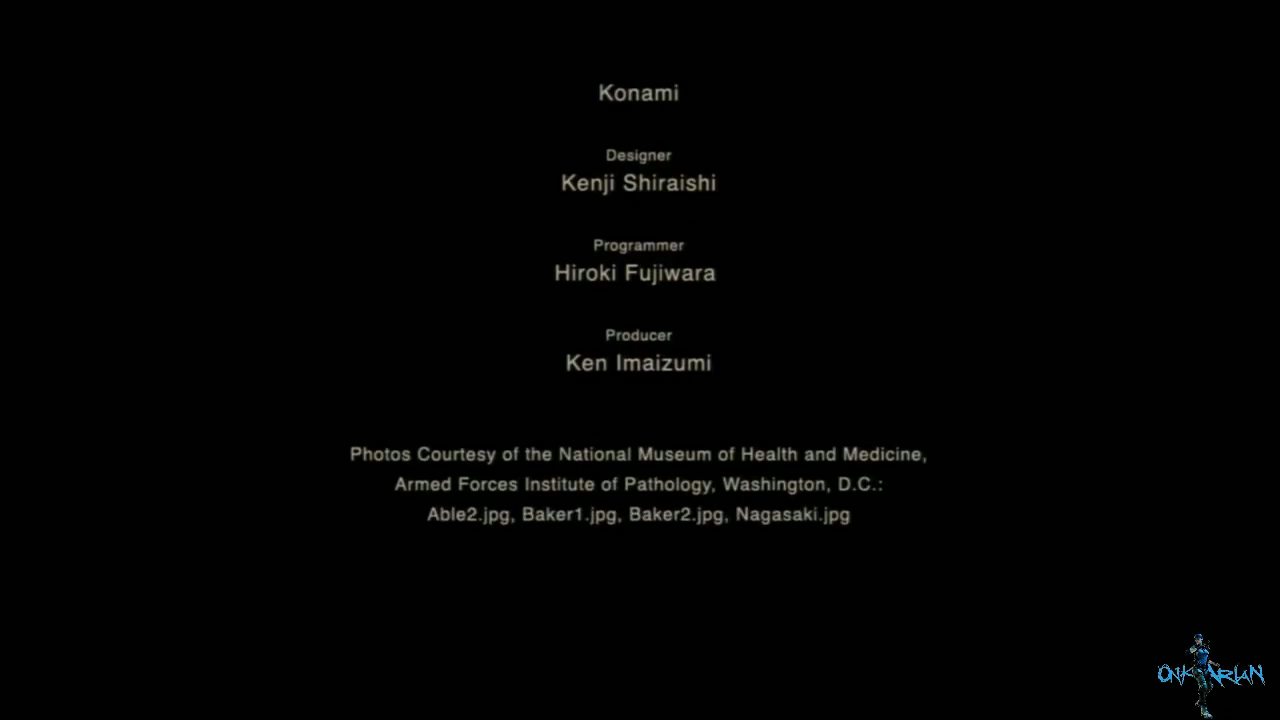 Konami
Designer
Kenji Shiraishi
Programmer
Hiroki Fujiwara
Producer
Ken Imaizumi
Photos Courtesy of the National Museum of Health and Medicine,
Armed Forces Institute of Pathology, Washington, D.C.:
Able2.jpg, Baker1.jpg, Baker2.jpg, Nagasaki.jpg